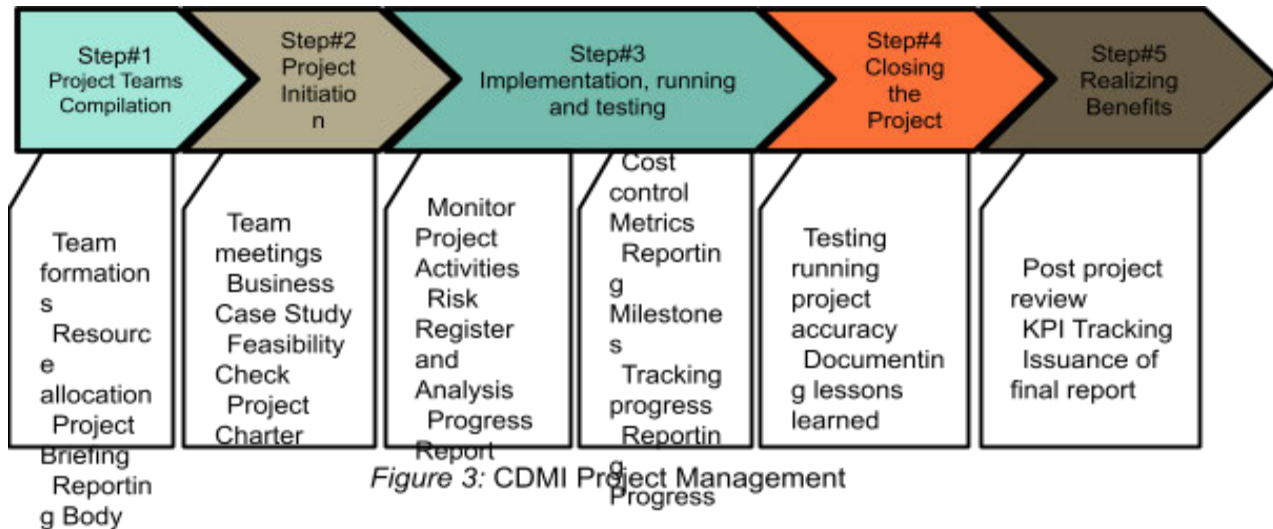 Step#1
Project Teams
Compilation
Step#2
Project
Initiatio
n
Step#3
Implementation, running
and testing
Step#4
Closing
the
Project
Step#5
Realizing
Benefits
Team
formation
s
Resourc
e
allocation
Project
Briefing
Reportin
g Body
Team
meetings
Business
Case Study
Feasibility
Check
Project
Charter
Monitor
Project
Activities
Risk
Register
and
Analysis
Progress
Report
Cost
control
Metrics
Reportin
g
Milestone
s
Tracking
progress
Reportin
g
Progress
Testing
running
project
accuracy
Documentin
g lessons
learned
Post project
review
KPI Tracking
Issuance of
final report
Figure 3: CDMI Project Management